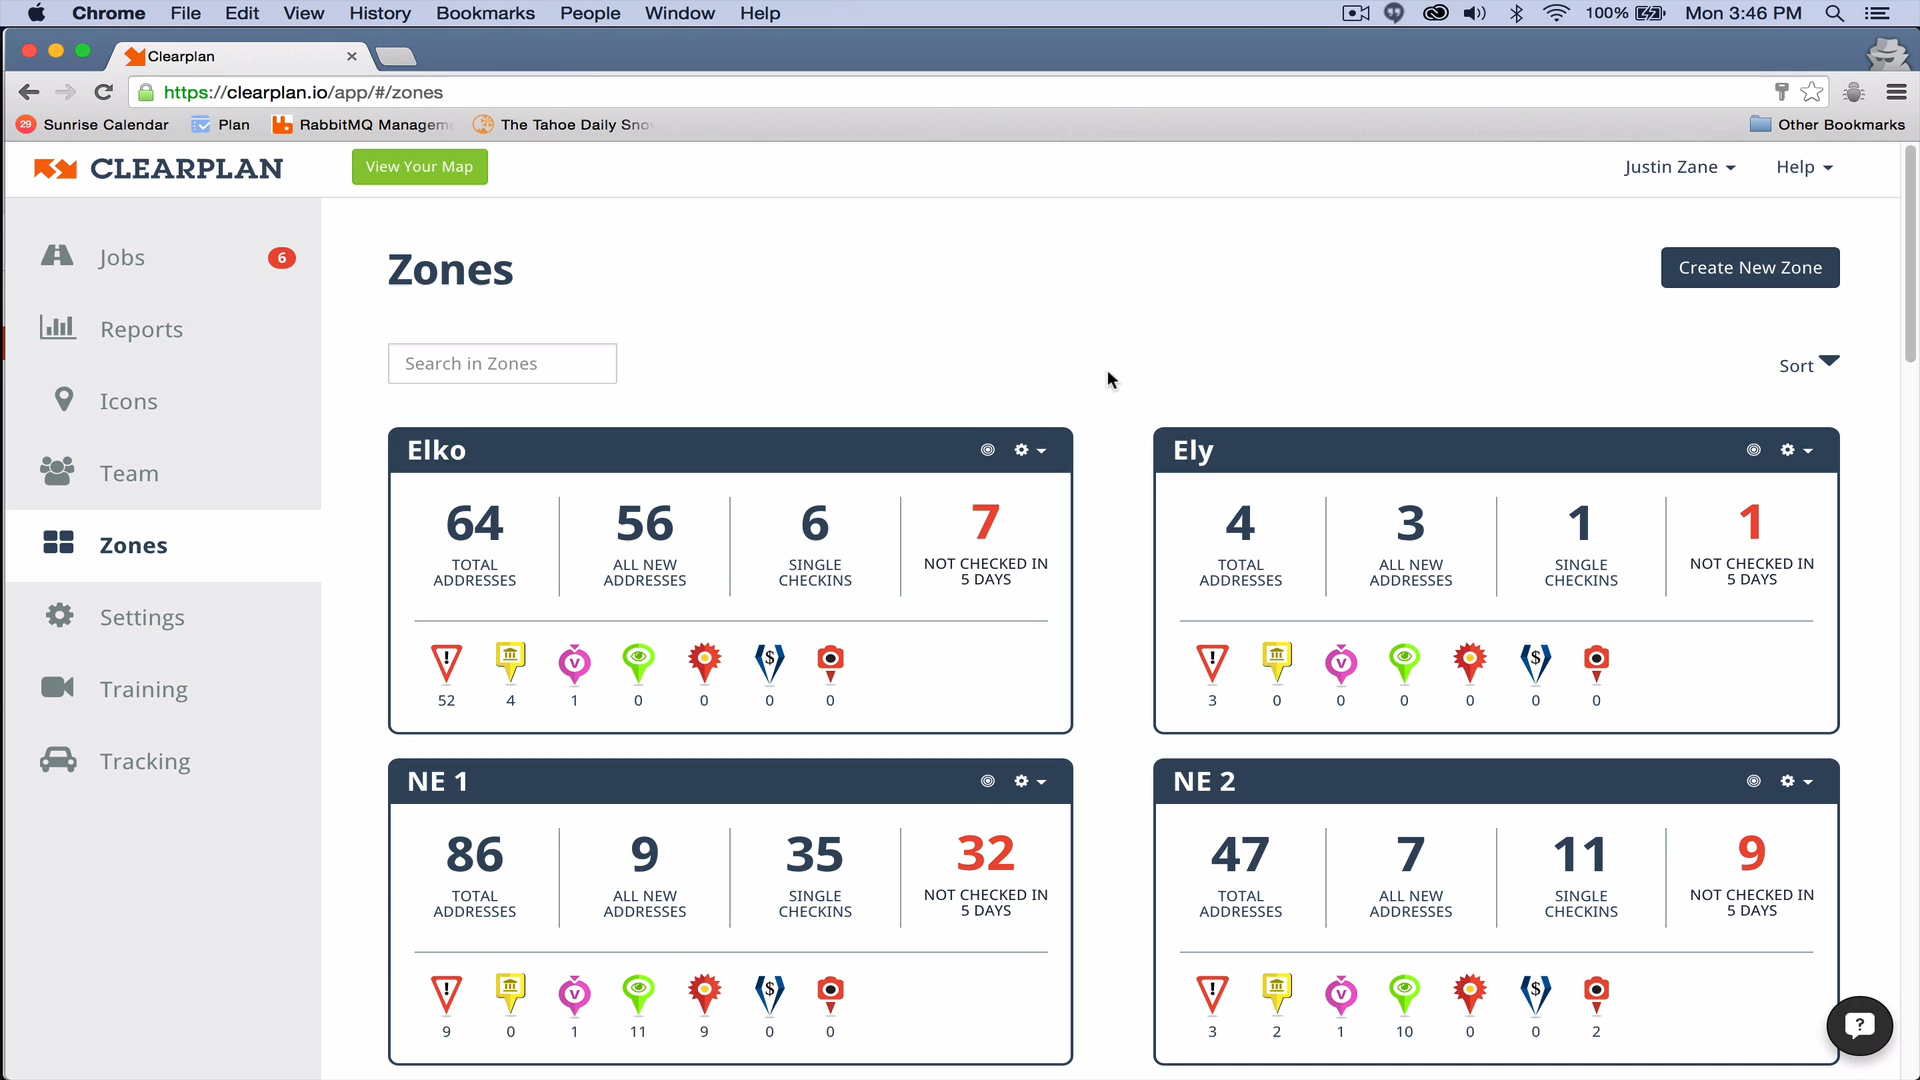 Chrome File Edit View History Bookmarks People Window Help 100% Mon 3:46 PM
Clearplan
https://clearplan.io/app/#/zones
29 Sunrise Calendar Plan RabbitMQ Managem The Tahoe Daily Sno Other Bookmarks
CLEARPLAN View Your Map Justin Zane Help
Jobs 6
Reports
Icons
Team
Zones
Settings
Training
Tracking
Zones
Create New Zone
Search in Zones
Sort
Elko
64 56 6 7
TOTAL ADDRESSES ALL NEW ADDRESSES SINGLE CHECKINS NOT CHECKED IN 5 DAYS
! V $
52 4 1 0 0 0 0
Ely
4 3 1 1
TOTAL ADDRESSES ALL NEW ADDRESSES SINGLE CHECKINS NOT CHECKED IN 5 DAYS
! V $
3 0 0 0 0 0 0
NE 1
86 9 35 32
TOTAL ADDRESSES ALL NEW ADDRESSES SINGLE CHECKINS NOT CHECKED IN 5 DAYS
! V $
9 0 1 11 9 0 0
NE 2
47 7 11 9
TOTAL ADDRESSES ALL NEW ADDRESSES SINGLE CHECKINS NOT CHECKED IN 5 DAYS
! V $
3 2 1 10 0 0 2
?